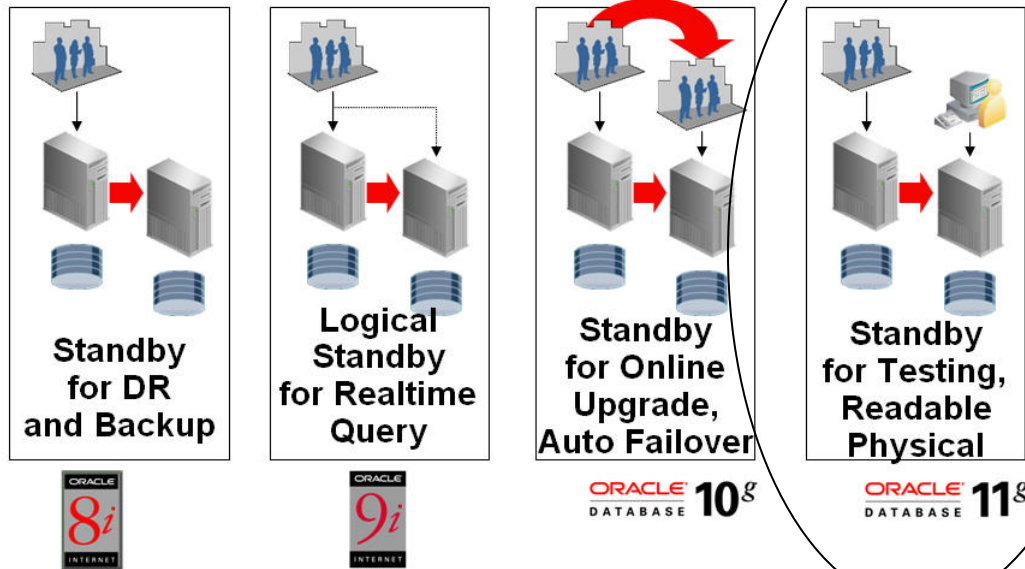 Standby
for DR
and Backup
Logical
Standby
for Realtime
Query
Standby
for Online
Upgrade,
Auto Failover
Standby
for Testing,
Readable
Physical
ORACLE
8i
INTERNET
ORACLE
9i
INTERNET
ORACLE
DATABASE 10g
ORACLE
DATABASE 11g